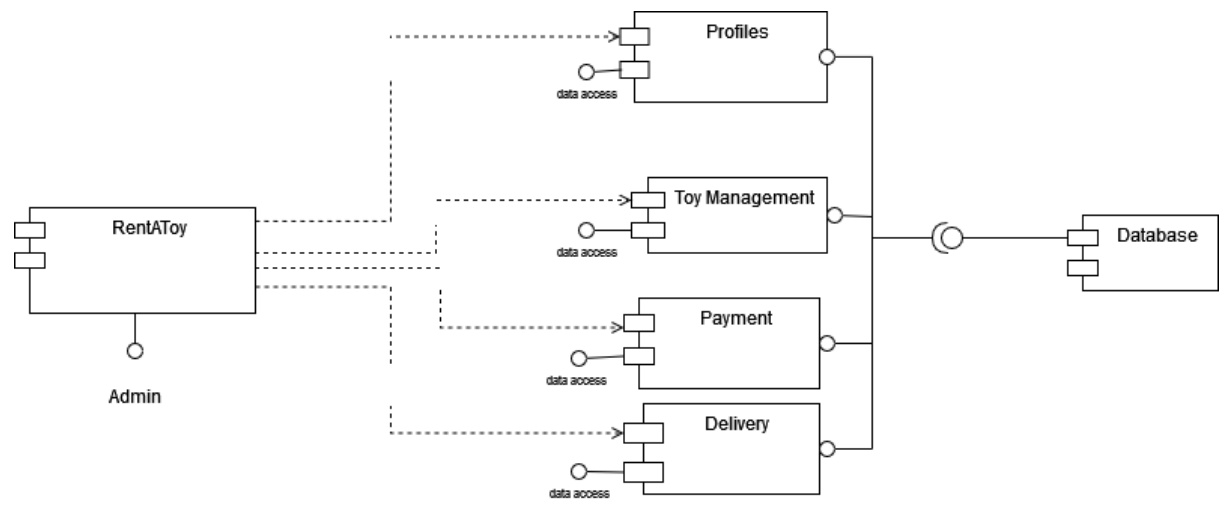 Profiles
data access
Toy Management
data access
RentAToy
Database
Payment
data access
Admin
Delivery
data access